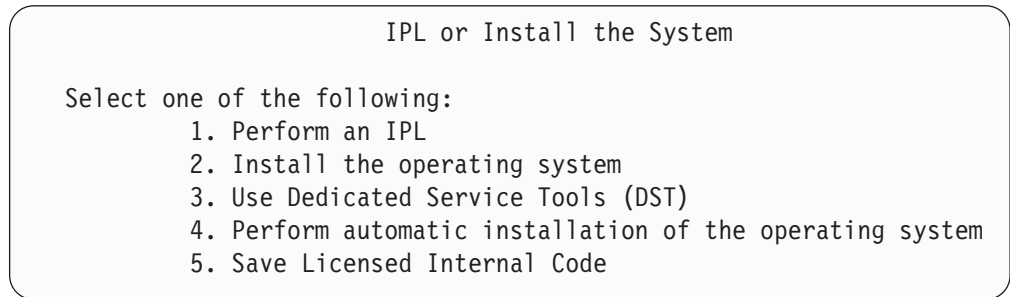 IPL or Install the System
Select one of the following:
1. Perform an IPL
2. Install the operating system
3. Use Dedicated Service Tools (DST)
4. Perform automatic installation of the operating system
5. Save Licensed Internal Code